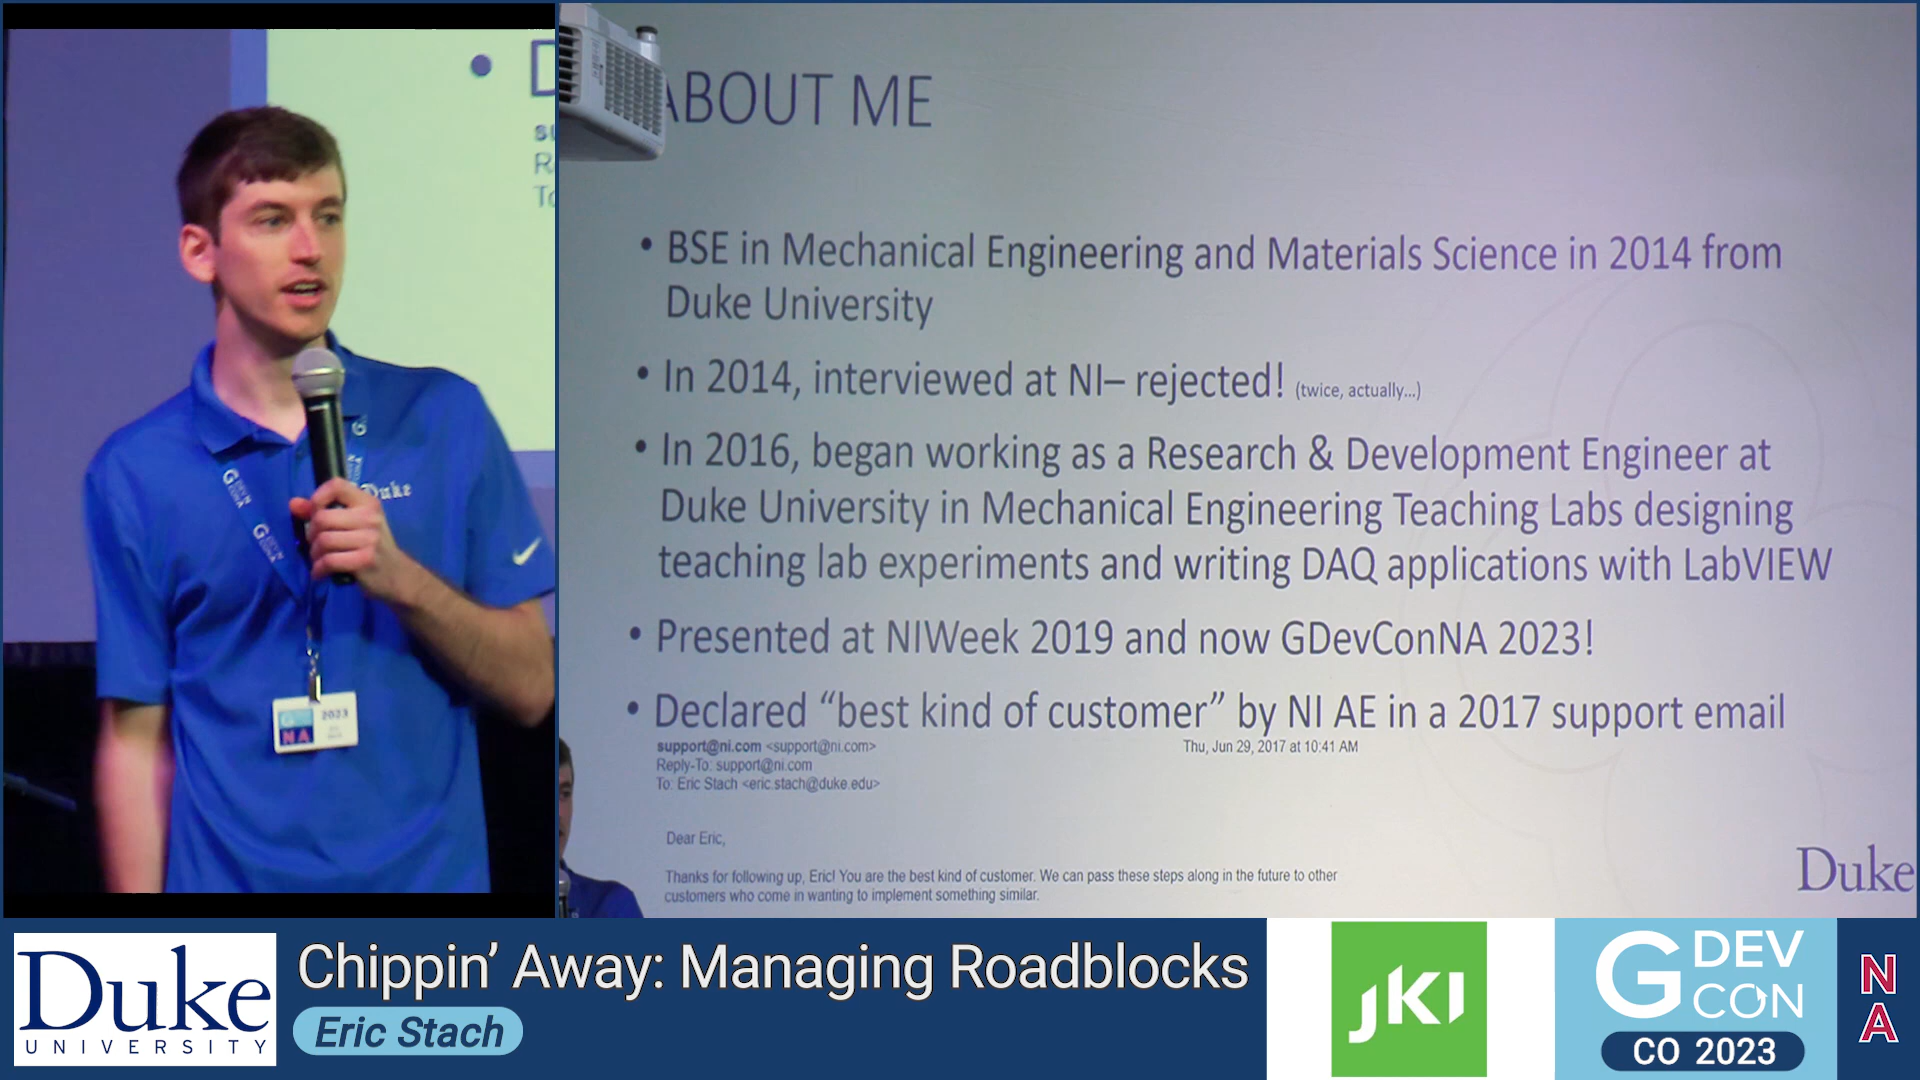 ABOUT ME
• BSE in Mechanical Engineering and Materials Science in 2014 from
Duke University
• In 2014, interviewed at NI– rejected! (twice, actually...)
• In 2016, began working as a Research & Development Engineer at
Duke University in Mechanical Engineering Teaching Labs designing
teaching lab experiments and writing DAQ applications with LabVIEW
• Presented at NIWeek 2019 and now GDevConNA 2023!
• Declared “best kind of customer” by NI AE in a 2017 support email
support@ni.com <support@ni.com> Thu, Jun 29, 2017 at 10:41 AM
Reply-To: support@ni.com
To: Eric Stach <eric.stach@duke.edu>
Dear Eric,
Thanks for following up, Eric! You are the best kind of customer. We can pass these steps along in the future to other
customers who come in wanting to implement something similar.
Duke
Duke
G DEV CON NA
2023
G
NA
Duke
UNIVERSITY
Chippin’ Away: Managing Roadblocks
Eric Stach
JKI
G DEV
CON
CO 2023
NA